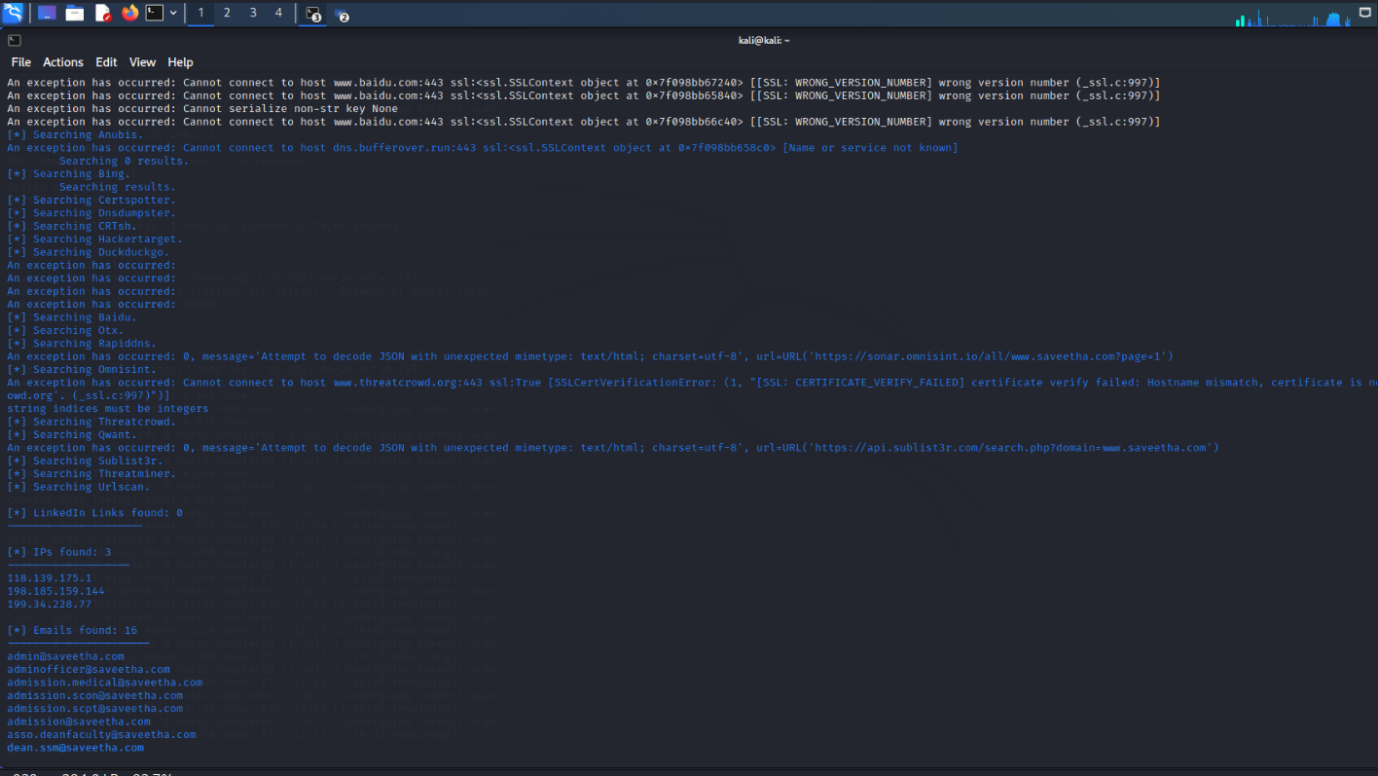 1 2 3 4 3 2
kali@kali: ~
File Actions Edit View Help
An exception has occurred: Cannot connect to host www.baidu.com:443 ssl:<ssl.SSLContext object at 0×7f098bb67240> [[SSL: WRONG_VERSION_NUMBER] wrong version number (_ssl.c:997)]
An exception has occurred: Cannot connect to host www.baidu.com:443 ssl:<ssl.SSLContext object at 0×7f098bb65840> [[SSL: WRONG_VERSION_NUMBER] wrong version number (_ssl.c:997)]
An exception has occurred: Cannot serialize non-str key None
An exception has occurred: Cannot connect to host www.baidu.com:443 ssl:<ssl.SSLContext object at 0×7f098bb66c40> [[SSL: WRONG_VERSION_NUMBER] wrong version number (_ssl.c:997)]
[*] Searching Anubis.
An exception has occurred: Cannot connect to host dns.bufferover.run:443 ssl:<ssl.SSLContext object at 0×7f098bb658c0> [Name or service not known]
Searching 0 results.
[*] Searching Bing.
Searching results.
[*] Searching Certspotter.
[*] Searching Dnsdumpster.
[*] Searching CRTsh.
[*] Searching Hackertarget.
[*] Searching Duckduckgo.
An exception has occurred:
An exception has occurred:
An exception has occurred:
An exception has occurred:
[*] Searching Baidu.
[*] Searching Otx.
[*] Searching Rapiddns.
An exception has occurred: 0, message='Attempt to decode JSON with unexpected mimetype: text/html; charset=utf-8', url=URL('https://sonar.omnisint.io/all/www.saveetha.com?page=1')
[*] Searching Omnisint.
An exception has occurred: Cannot connect to host www.threatcrowd.org:443 ssl:True [SSLCertVerificationError: (1, "[SSL: CERTIFICATE_VERIFY_FAILED] certificate verify failed: Hostname mismatch, certificate is n
owd.org'. (_ssl.c:997)")]
string indices must be integers
[*] Searching Threatcrowd.
[*] Searching Qwant.
An exception has occurred: 0, message='Attempt to decode JSON with unexpected mimetype: text/html; charset=utf-8', url=URL('https://api.sublist3r.com/search.php?domain=www.saveetha.com')
[*] Searching Sublist3r.
[*] Searching Threatminer.
[*] Searching Urlscan.
[*] LinkedIn Links found: 0
[*] IPs found: 3
118.139.175.1
198.185.159.144
199.34.228.77
[*] Emails found: 16
admin@saveetha.com
adminofficer@saveetha.com
admission.medical@saveetha.com
admission.scon@saveetha.com
admission.scpt@saveetha.com
admission@saveetha.com
asso.deanfaculty@saveetha.com
dean.ssm@saveetha.com